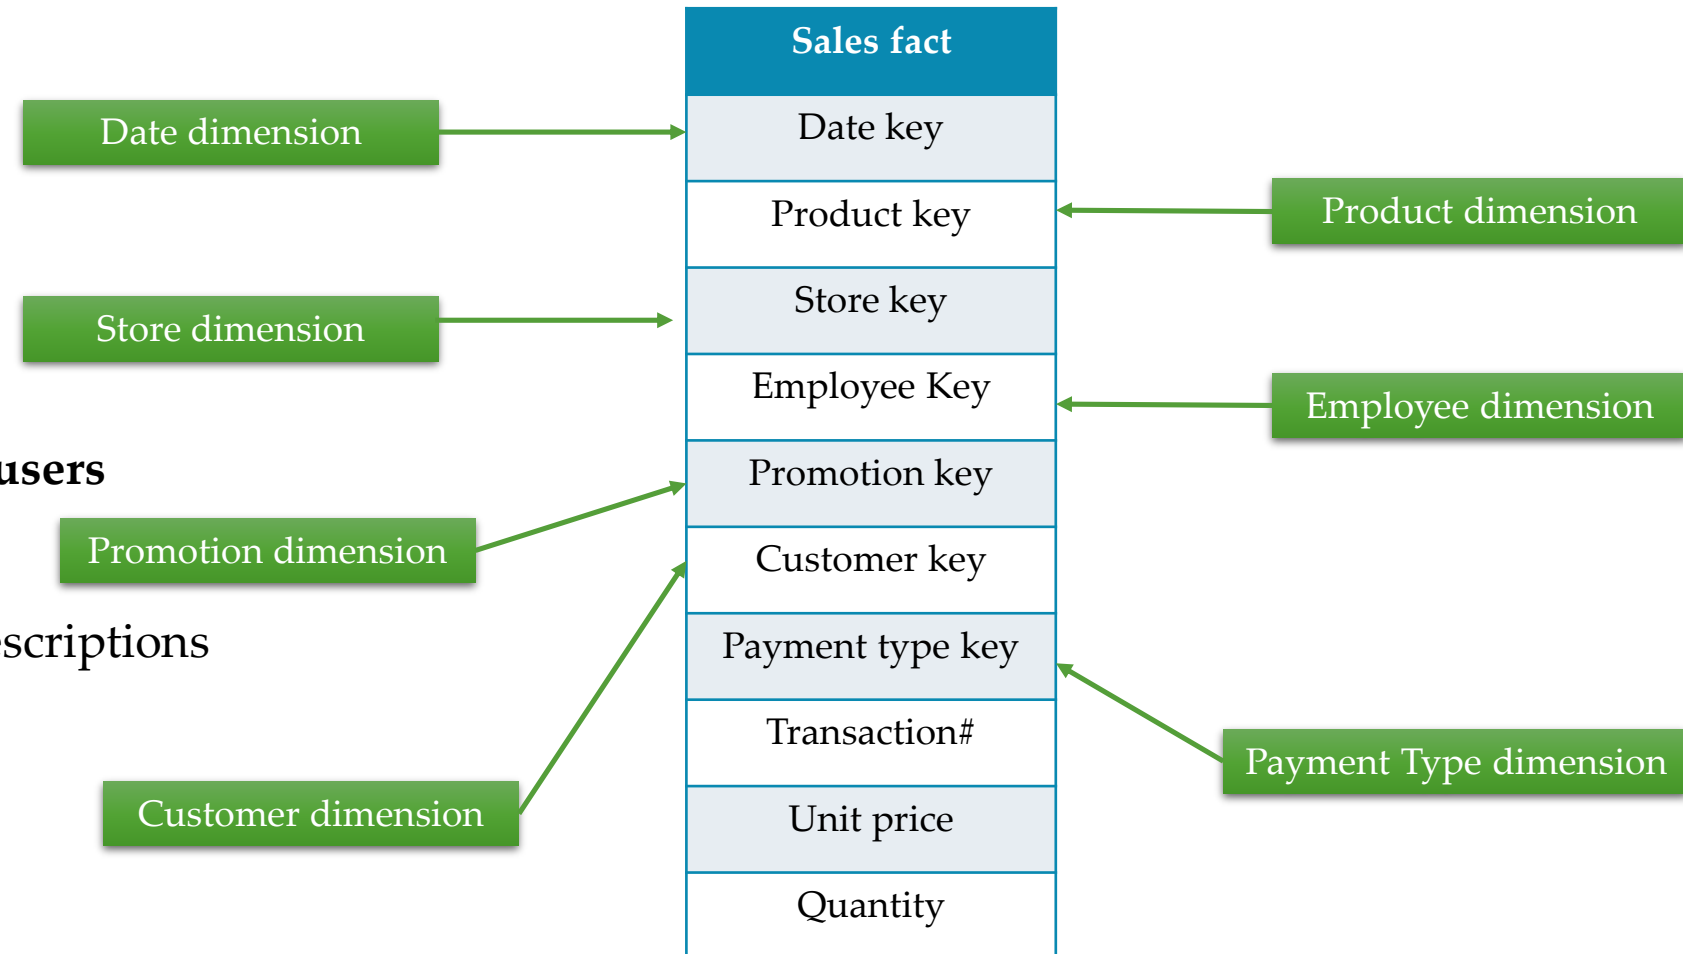 Sales fact
Date dimension
Date key
Product key
Product dimension
Store key
Store dimension
Employee Key
Employee dimension
users
Promotion key
Promotion dimension
Customer key
escriptions
Payment type key
Transaction#
Payment Type dimension
Customer dimension
Unit price
Quantity